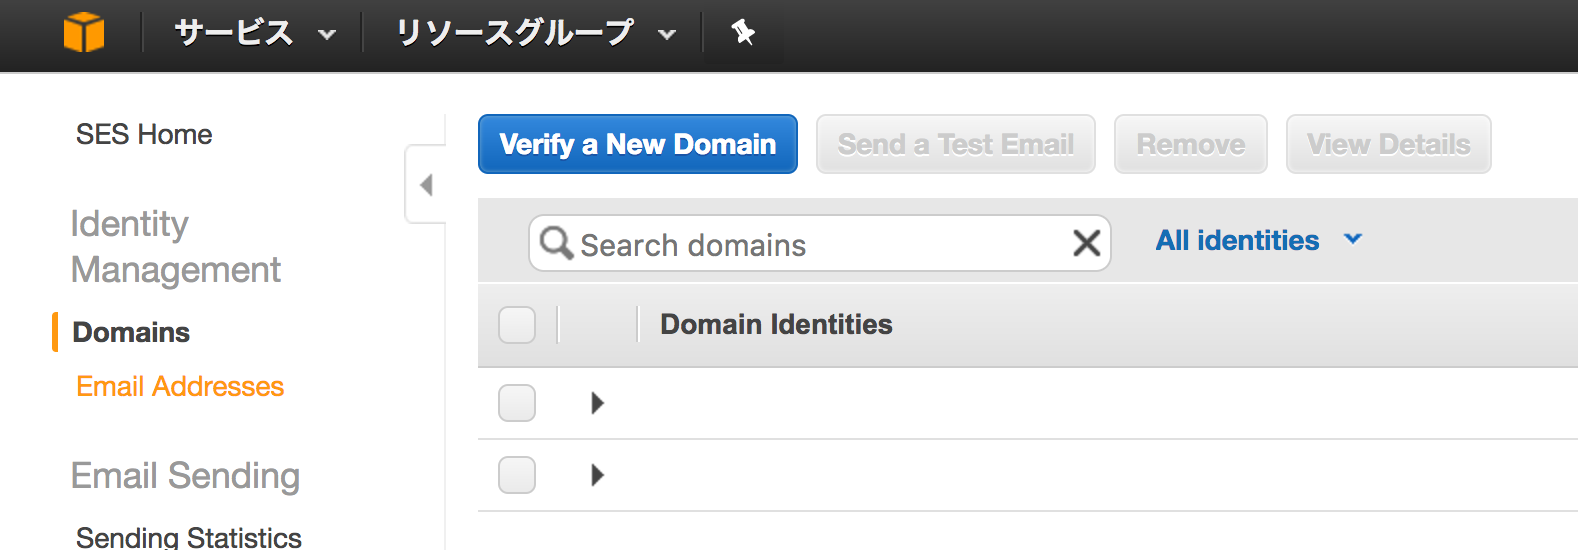 サービス リソースグループ
SES Home
Identity
Management
Domains
Email Addresses
Email Sending
Sending Statistics
Verify a New Domain Send a Test Email Remove View Details
Search domains All identities
Domain Identities